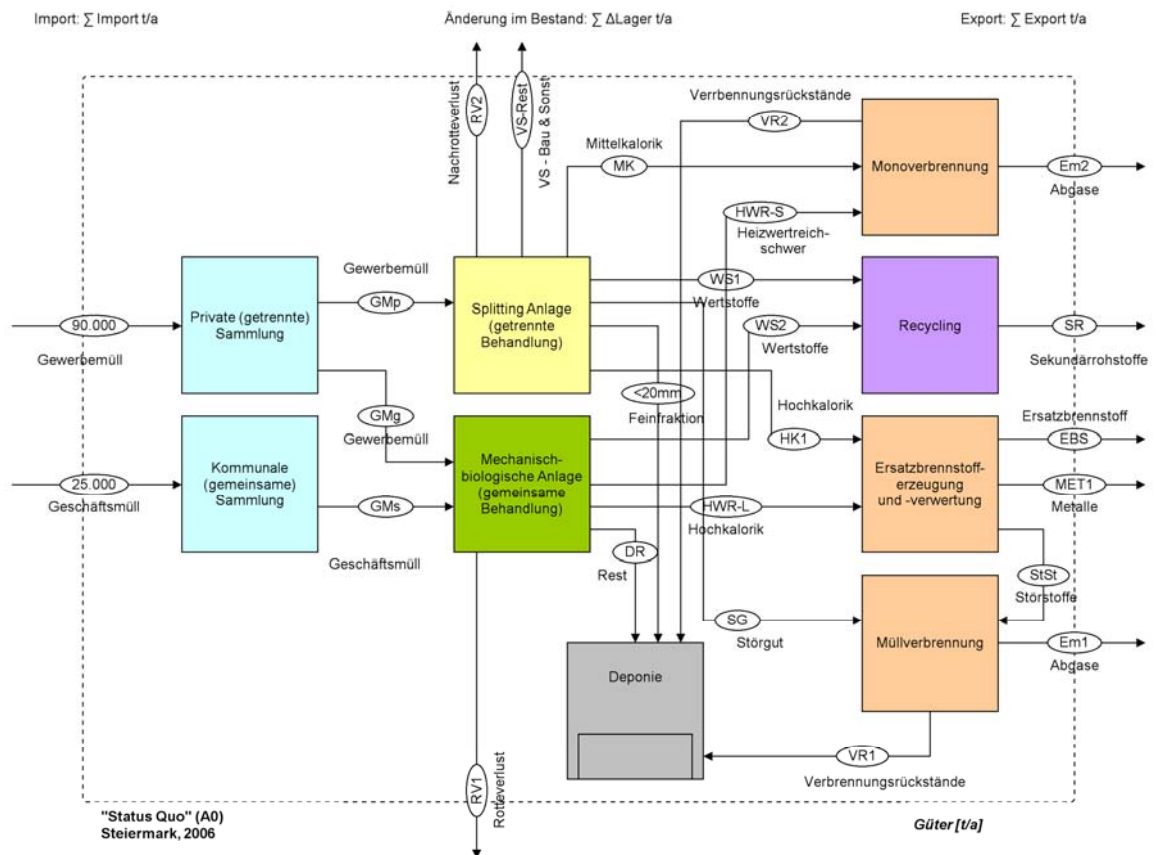 Import: ∑ Import t/a
Änderung im Bestand: ∑ ΔLager t/a
Export: ∑ Export t/a
Nachrotteverlust
RV2
VS-Rest
VS - Bau & Sonst
Verrbennungsrückstände
VR2
Mittelkalorik
MK
Monoverbrennung
Em2
Abgase
HWR-S
Heizwertreich-
schwer
Gewerbemüll
GMp
90.000
Gewerbemüll
Private (getrennte)
Sammlung
Splitting Anlage
(getrennte
Behandlung)
WS1
Wertstoffe
WS2
Wertstoffe
Recycling
SR
Sekundärrohstoffe
GMg
Gewerbemüll
<20mm
Feinfraktion
Hochkalorik
HK1
Ersatzbrennstoff
EBS
25.000
Geschäftsmüll
Kommunale
(gemeinsame)
Sammlung
GMs
Geschäftsmüll
Mechanisch-
biologische Anlage
(gemeinsame
Behandlung)
HWR-L
Hochkalorik
Ersatzbrennstoff-
erzeugung
und -verwertung
MET1
Metalle
DR
Rest
StSt
Störstoffe
SG
Störgut
Müllverbrennung
Em1
Abgase
Deponie
VR1
Verbrennungsrückstände
RV1
Rotteverlust
"Status Quo" (A0)
Steiermark, 2006
Güter [t/a]